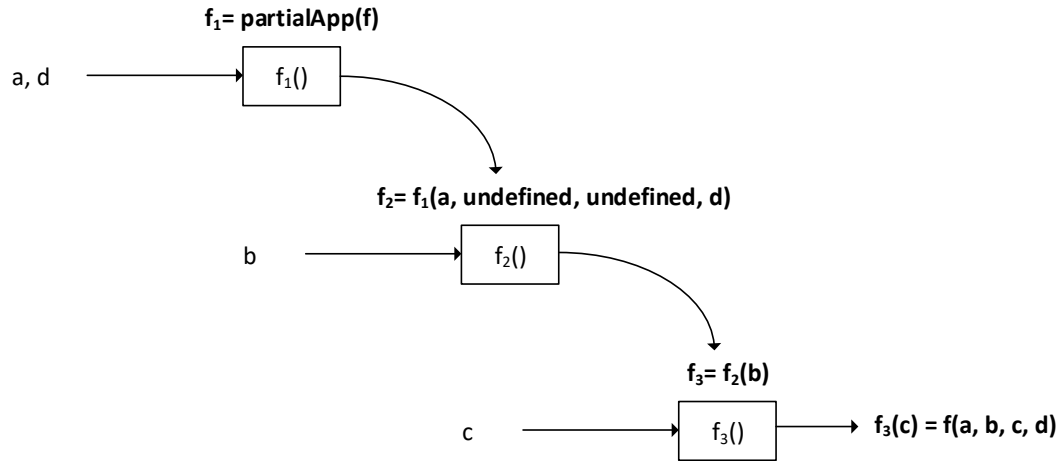 f₁= partialApp(f)
a, d
f₁()
f₂= f₁(a, undefined, undefined, d)
b
f₂()
f₃= f₂(b)
c
f₃()
f₃(c) = f(a, b, c, d)